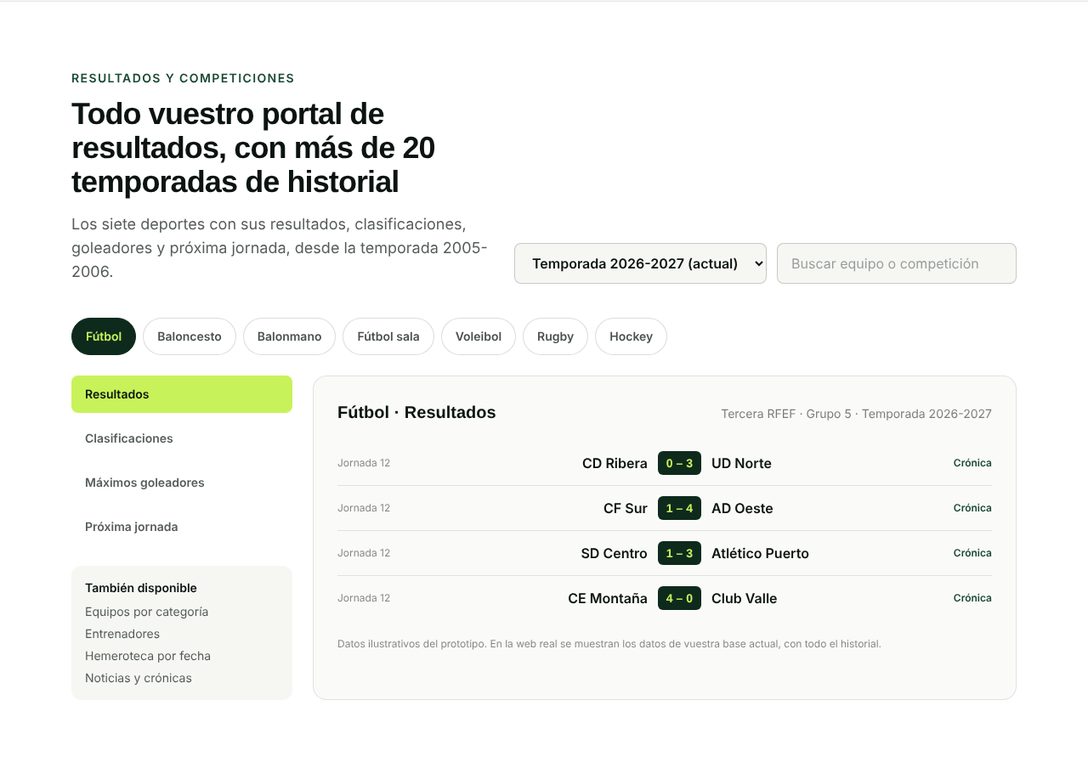 RESULTADOS Y COMPETICIONES
Todo vuestro portal de
resultados, con más de 20
temporadas de historial
Los siete deportes con sus resultados, clasificaciones,
goleadores y próxima jornada, desde la temporada 2005-
2006.
Temporada 2026-2027 (actual)
Buscar equipo o competición
Fútbol
Baloncesto
Balonmano
Fútbol sala
Voleibol
Rugby
Hockey
Resultados
Clasificaciones
Máximos goleadores
Próxima jornada
También disponible
Equipos por categoría
Entrenadores
Hemeroteca por fecha
Noticias y crónicas
Fútbol · Resultados
Tercera RFEF · Grupo 5 · Temporada 2026-2027
Jornada 12 CD Ribera 0 – 3 UD Norte Crónica
Jornada 12 CF Sur 1 – 4 AD Oeste Crónica
Jornada 12 SD Centro 1 – 3 Atlético Puerto Crónica
Jornada 12 CE Montaña 4 – 0 Club Valle Crónica
Datos ilustrativos del prototipo. En la web real se muestran los datos de vuestra base actual, con todo el historial.